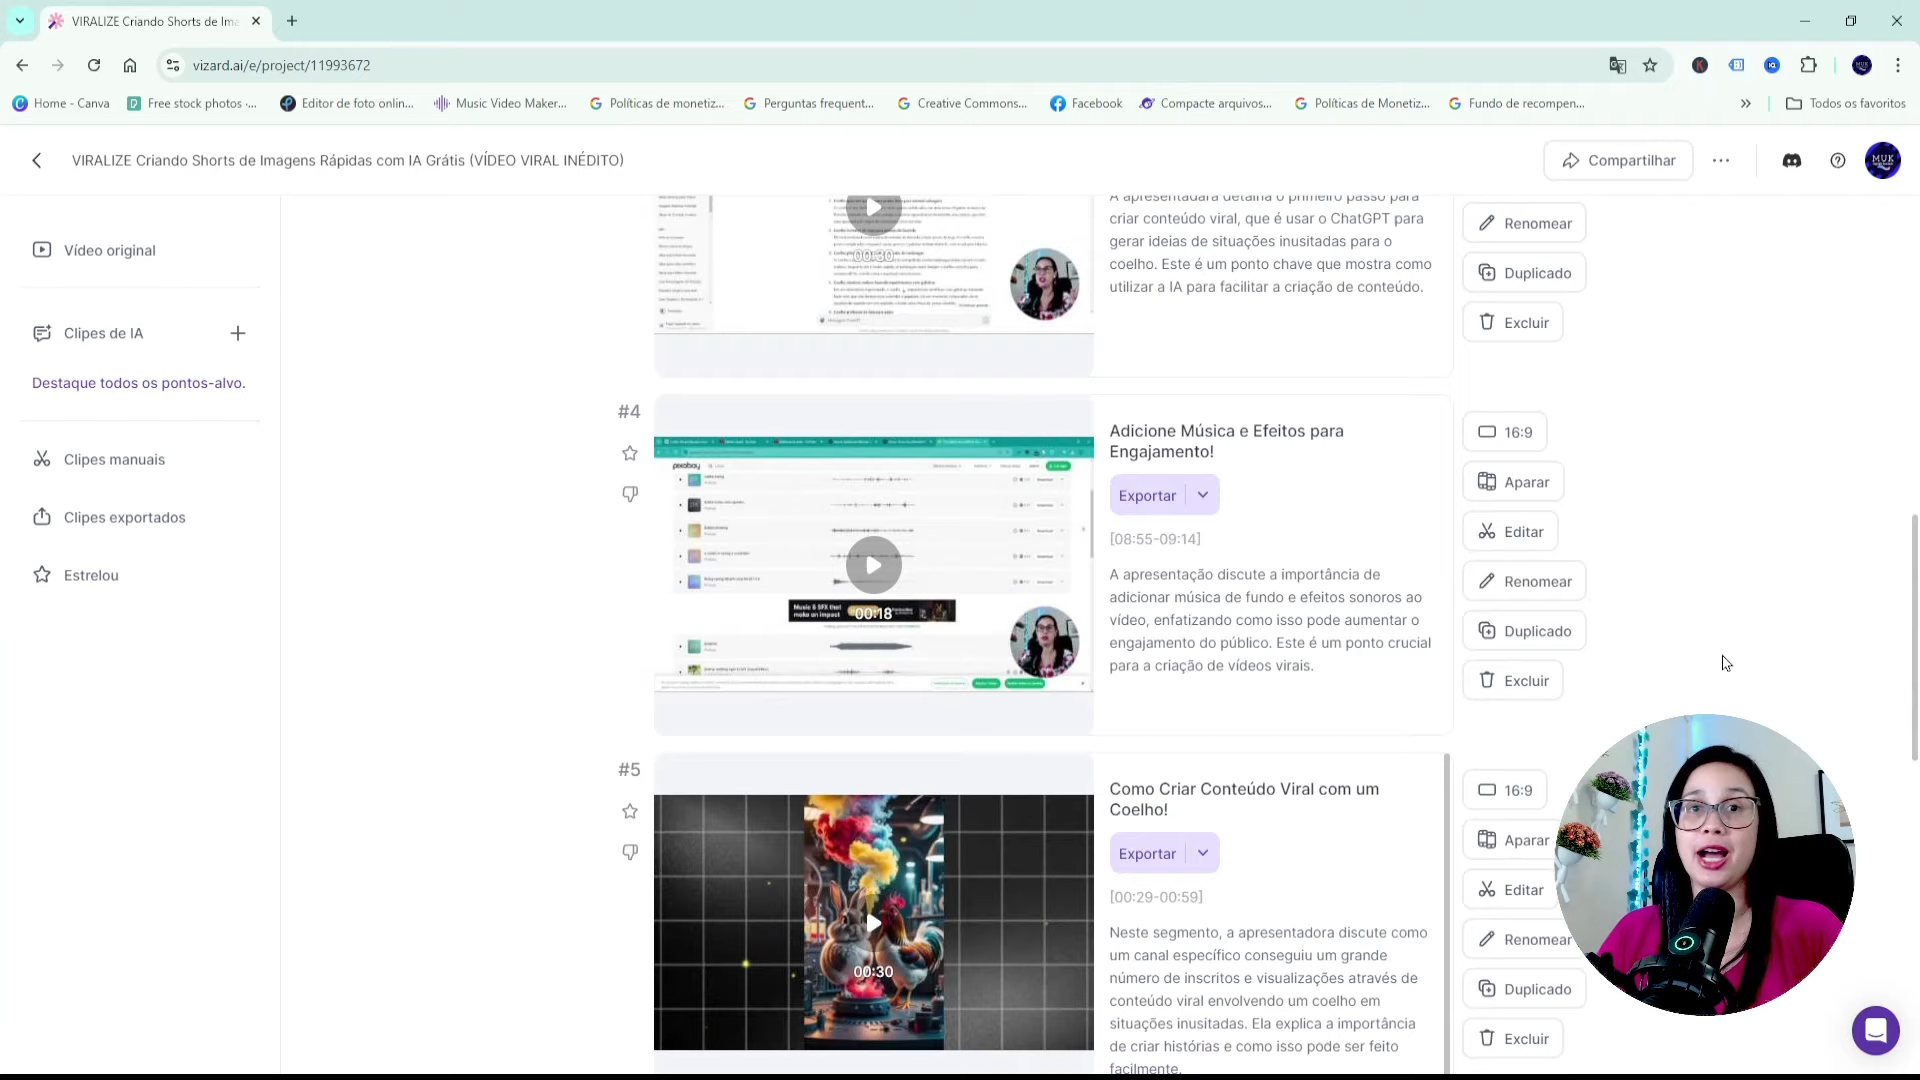 VIRALIZE Criando Shorts de Im
vizard.ai/e/project/11993672
Home - Canva
Free stock photos ·...
Editor de foto onlin...
Music Video Maker...
Políticas de monetiz...
Perguntas frequent...
Creative Commons...
Facebook
Compacte arquivos...
Políticas de Monetiz...
Fundo de recompen...
Todos os favoritos
VIRALIZE Criando Shorts de Imagens Rápidas com IA Grátis (VÍDEO VIRAL INÉDITO)
Compartilhar
MUK
Vídeo original
Clipes de IA
Destaque todos os pontos-alvo.
Clipes manuais
Clipes exportados
Estrelou
00:30
A apresentadara detalha o primeiro passo para
criar conteúdo viral, que é usar o ChatGPT para
gerar ideias de situações inusitadas para o
coelho. Este é um ponto chave que mostra como
utilizar a IA para facilitar a criação de conteúdo.
Renomear
Duplicado
Excluir
#4
pixabay
Music & SFX that
make an impact
00:18
Adicione Música e Efeitos para
Engajamento!
Exportar
[08:55-09:14]
A apresentação discute a importância de
adicionar música de fundo e efeitos sonoros ao
vídeo, enfatizando como isso pode aumentar o
engajamento do público. Este é um ponto crucial
para a criação de vídeos virais.
16:9
Aparar
Editar
Renomear
Duplicado
Excluir
#5
00:30
Como Criar Conteúdo Viral com um
Coelho!
Exportar
[00:29-00:59]
Neste segmento, a apresentadora discute como
um canal específico conseguiu um grande
número de inscritos e visualizações através de
conteúdo viral envolvendo um coelho em
situações inusitadas. Ela explica a importância
de criar histórias e como isso pode ser feito
facilmente.
16:9
Aparar
Editar
Renomear
Duplicado
Excluir